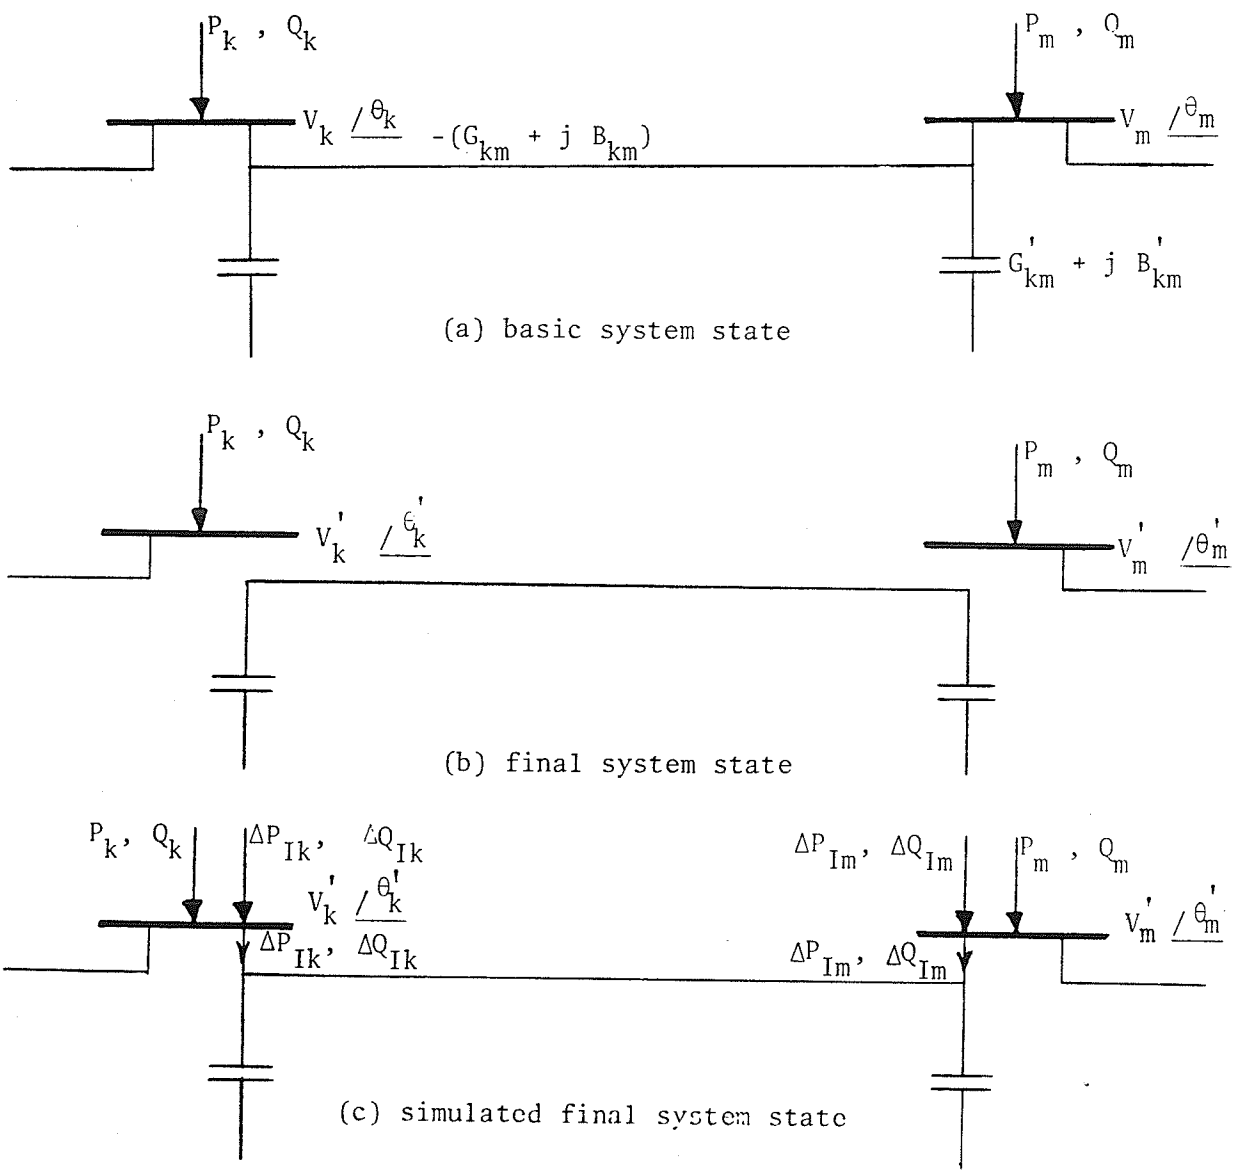 P_k , Q_k
P_m , Q_m
V_k /θ_k -(G_km + j B_km)
V_m /θ_m
G'_km + j B'_km
(a) basic system state
P_k , Q_k
P_m , Q_m
V'_k /θ'_k
V'_m /θ'_m
(b) final system state
P_k, Q_k ΔP_Ik, ΔQ_Ik
ΔP_Im, ΔQ_Im P_m , Q_m
V'_k /θ'_k
V'_m /θ'_m
ΔP_Ik, ΔQ_Ik
ΔP_Im, ΔQ_Im
(c) simulated final system state